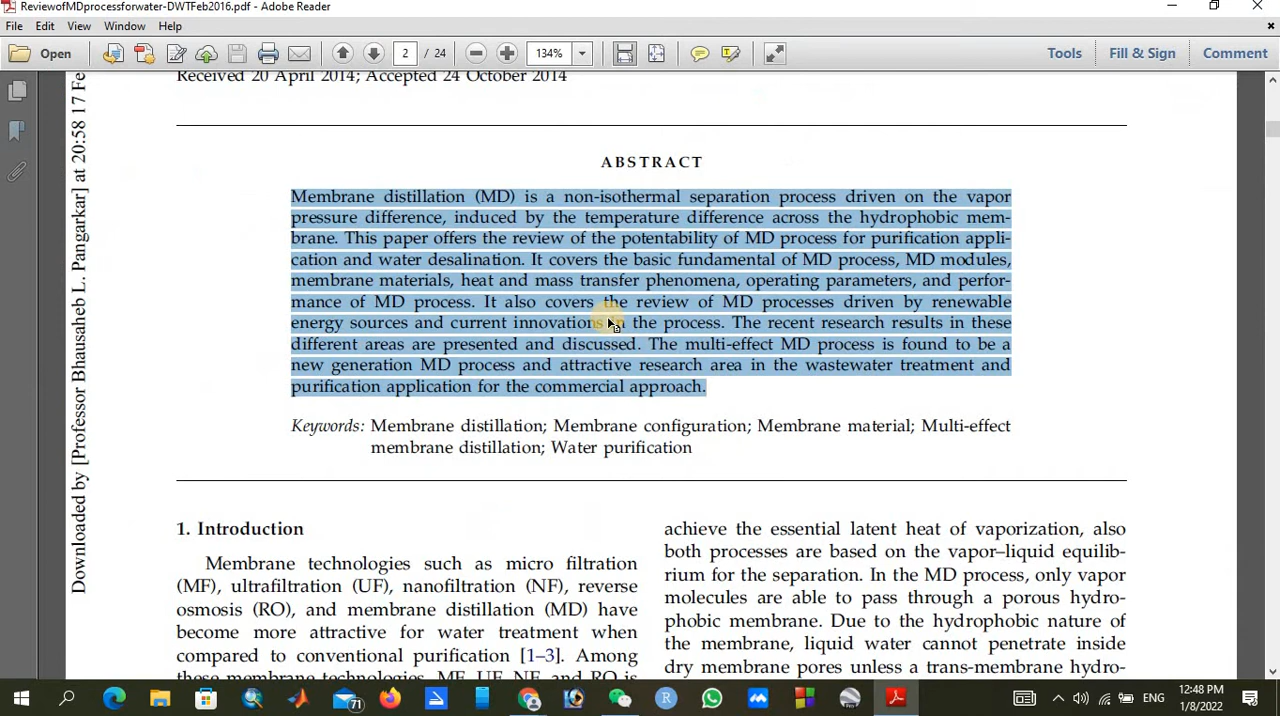 ReviewofMDprocessforwater-DWTFeb2016.pdf - Adobe Reader
File Edit View Window Help
Open 2 / 24 134% Tools Fill & Sign Comment
Received 20 April 2014; Accepted 24 October 2014
ABSTRACT
Membrane distillation (MD) is a non-isothermal separation process driven on the vapor
pressure difference, induced by the temperature difference across the hydrophobic mem-
brane. This paper offers the review of the potentability of MD process for purification appli-
cation and water desalination. It covers the basic fundamental of MD process, MD modules,
membrane materials, heat and mass transfer phenomena, operating parameters, and perfor-
mance of MD process. It also covers the review of MD processes driven by renewable
energy sources and current innovations in the process. The recent research results in these
different areas are presented and discussed. The multi-effect MD process is found to be a
new generation MD process and attractive research area in the wastewater treatment and
purification application for the commercial approach.
Keywords: Membrane distillation; Membrane configuration; Membrane material; Multi-effect
membrane distillation; Water purification
Downloaded by [Professor Bhausaheb L. Pangarkar] at 20:58 17 Fe
1. Introduction
Membrane technologies such as micro filtration
(MF), ultrafiltration (UF), nanofiltration (NF), reverse
osmosis (RO), and membrane distillation (MD) have
become more attractive for water treatment when
compared to conventional purification [1–3]. Among
these membrane technologies, MF, UF, NF, and RO is
achieve the essential latent heat of vaporization, also
both processes are based on the vapor–liquid equilib-
rium for the separation. In the MD process, only vapor
molecules are able to pass through a porous hydro-
phobic membrane. Due to the hydrophobic nature of
the membrane, liquid water cannot penetrate inside
dry membrane pores unless a trans-membrane hydro-
71
R
ENG
12:48 PM
1/8/2022